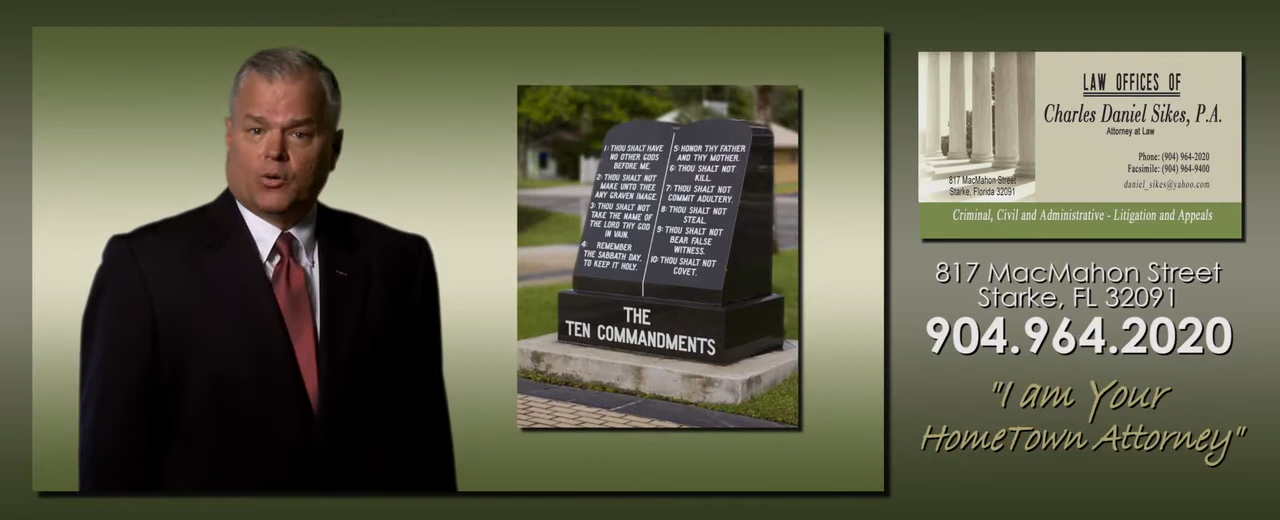 1: THOU SHALT HAVE
NO OTHER GODS
BEFORE ME.
2: THOU SHALT NOT
MAKE UNTO THEE
ANY GRAVEN IMAGE.
3: THOU SHALT NOT
TAKE THE NAME OF
THE LORD THY GOD
IN VAIN.
4: REMEMBER
THE SABBATH DAY,
TO KEEP IT HOLY.
5: HONOR THY FATHER
AND THY MOTHER.
6: THOU SHALT NOT
KILL.
7: THOU SHALT NOT
COMMIT ADULTERY.
8: THOU SHALT NOT
STEAL.
9: THOU SHALT NOT
BEAR FALSE
WITNESS.
10: THOU SHALT NOT
COVET.
THE
TEN COMMANDMENTS
LAW OFFICES OF
Charles Daniel Sikes, P.A.
Attorney at Law
Phone: (904) 964-2020
Facsimile: (904) 964-9400
daniel_sikes@yahoo.com
817 MacMahon Street
Starke, Florida 32091
Criminal, Civil and Administrative - Litigation and Appeals
817 MacMahon Street
Starke, FL 32091
904.964.2020
"I am Your
HomeTown Attorney"